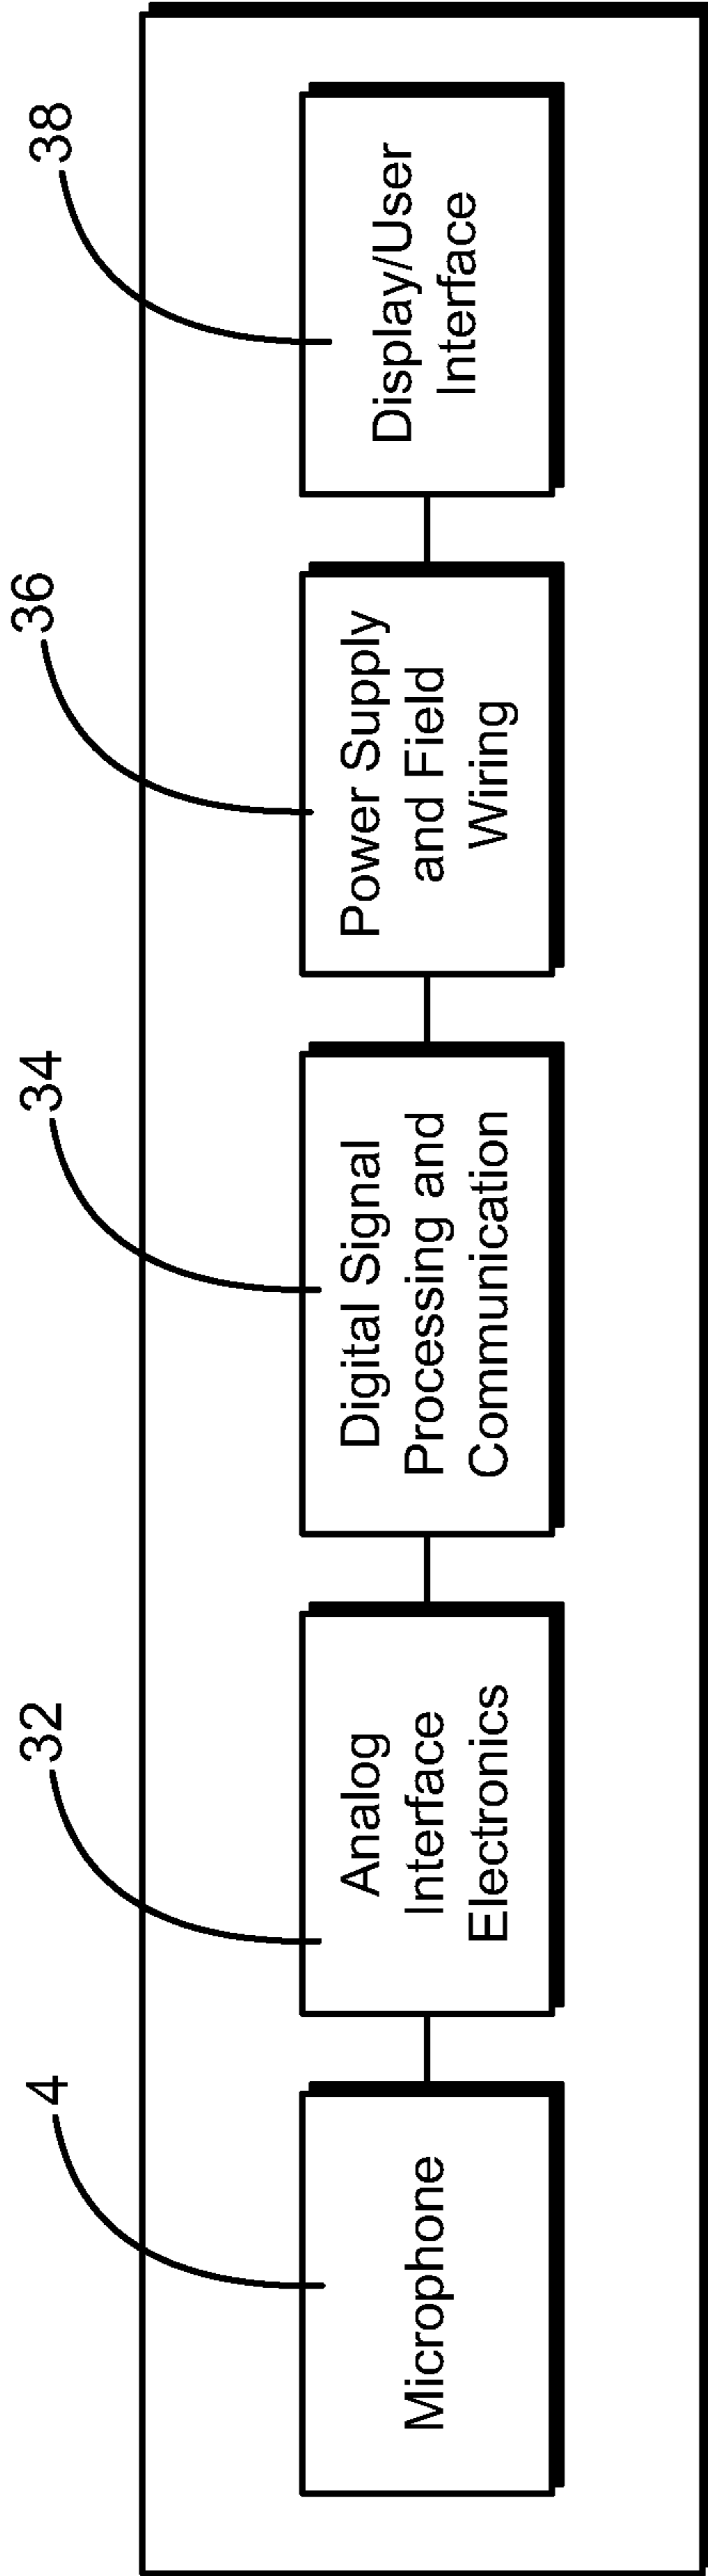 4
Microphone
32
Analog
Interface
Electronics
34
Digital Signal
Processing and
Communication
36
Power Supply
and Field
Wiring
38
Display/User
Interface